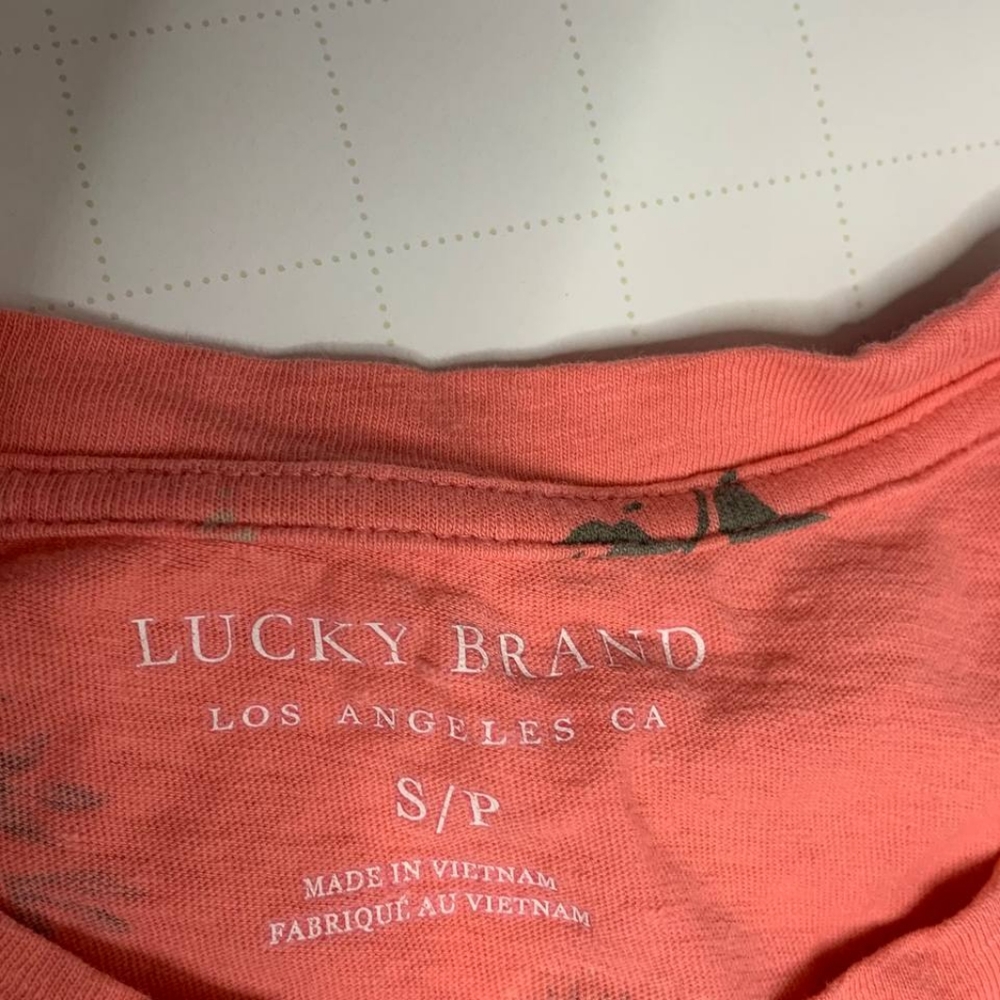 LUCKY BRAND
LOS ANGELES CA
S/P
MADE IN VIETNAM
FABRIQUÉ AU VIETNAM